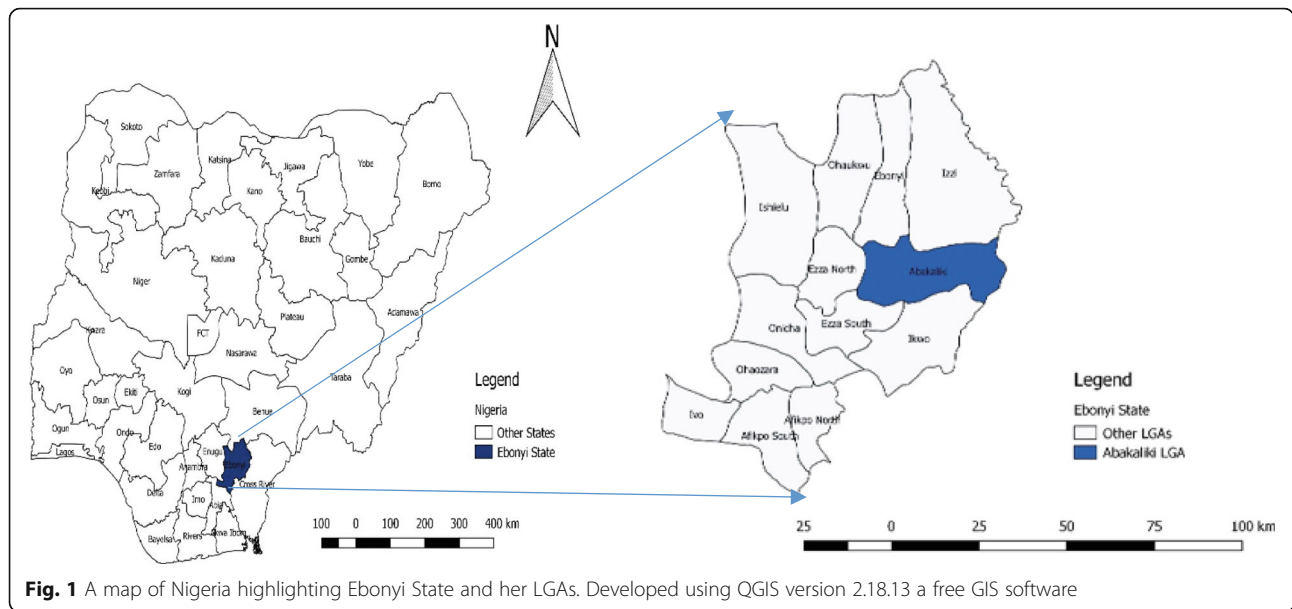 N
Sokoto
Zamfara
Katsina
Kano
Jigawa
Yobe
Borno
Kebbi
Niger
Kaduna
Bauchi
Gombe
Adamawa
Plateau
FCT
Nasarawa
Taraba
Kwara
Oyo
Osun
Ekiti
Kogi
Benue
Ogun
Lagos
Ondo
Edo
Enugu
Anambra
Ebonyi
Cross River
Delta
Imo
Abia
Bayelsa
Rivers
Akwa Ibom
Legend
Nigeria
Other States
Ebonyi State
100 0 100 200 300 400 km
Ohaukwu
Ebonyi
Izzi
Ishielu
Ezza North
Abakaliki
Onicha
Ezza South
Ikwo
Ohaozara
Ivo
Afikpo South
Afikpo North
Legend
Ebonyi State
Other LGAs
Abakaliki LGA
25 0 25 50 75 100 km
Fig. 1 A map of Nigeria highlighting Ebonyi State and her LGAs. Developed using QGIS version 2.18.13 a free GIS software